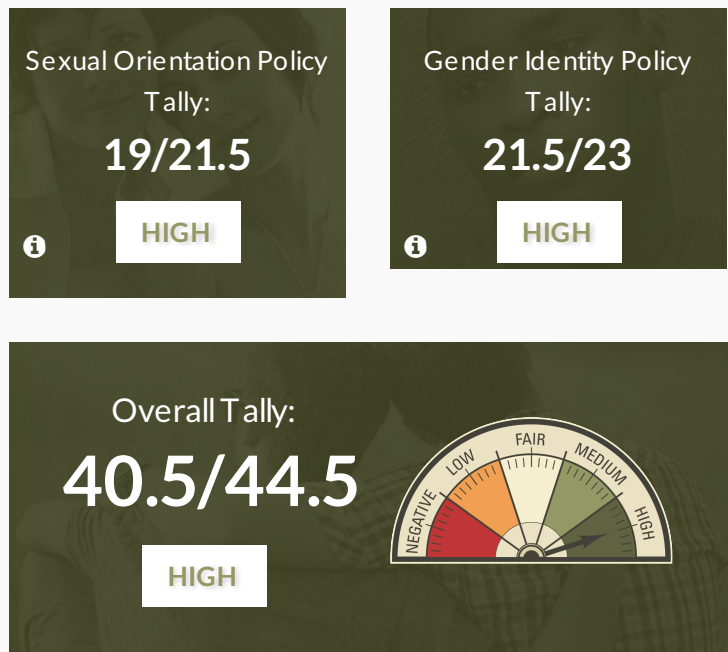 Sexual Orientation Policy
Tally:
19/21.5
HIGH
Gender Identity Policy
Tally:
21.5/23
HIGH
Overall Tally:
40.5/44.5
HIGH
NEGATIVE
LOW
FAIR
MEDIUM
HIGH